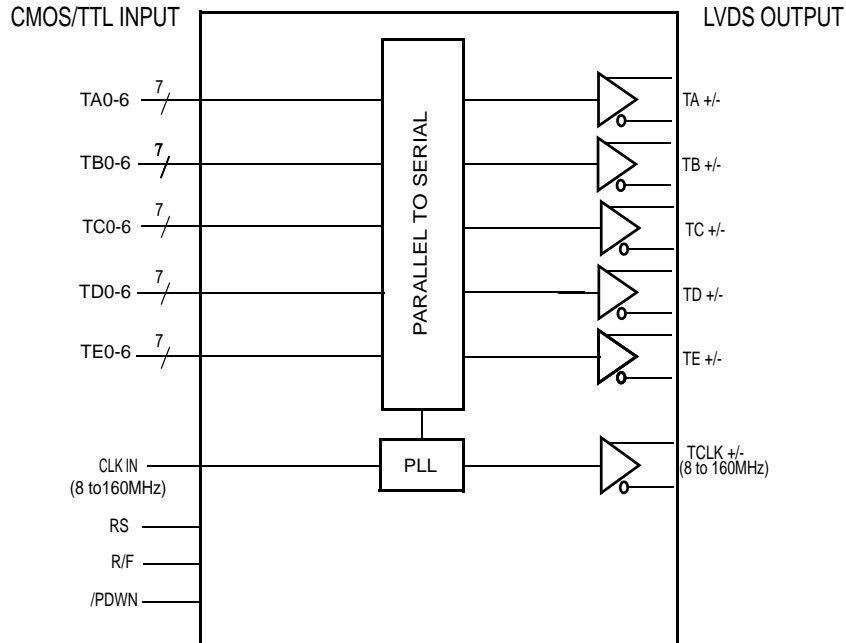 CMOS/TTL INPUT
LVDS OUTPUT
7
TA0-6
TA +/-
7
TB0-6
TB +/-
7
TC0-6
TC +/-
7
TD0-6
TD +/-
7
TE0-6
TE +/-
PARALLEL TO SERIAL
CLK IN
(8 to160MHz)
PLL
TCLK +/-
(8 to 160MHz)
RS
R/F
/PDWN